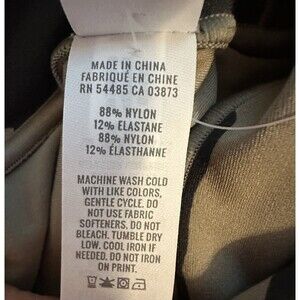 MADE IN CHINA
FABRIQUÉ EN CHINE
RN 54485 CA 03873
88% NYLON
12% ELASTANE
88% NYLON
12% ÉLASTHANNE
MACHINE WASH COLD
WITH LIKE COLORS,
GENTLE CYCLE. DO
NOT USE FABRIC
SOFTENERS. DO NOT
BLEACH. TUMBLE DRY
LOW. COOL IRON IF
NEEDED. DO NOT IRON
ON PRINT.